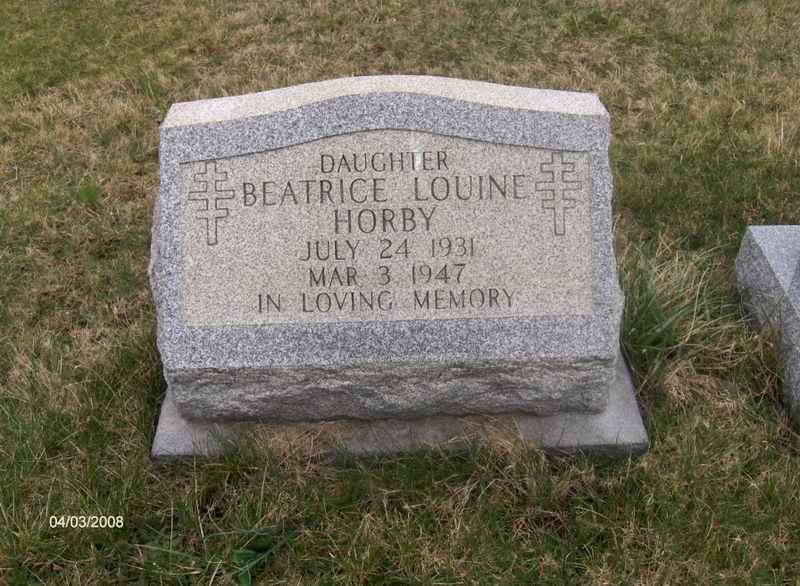 DAUGHTER
BEATRICE LOUINE
HORBY
JULY 24 1931
MAR 3 1947
IN LOVING MEMORY
04/03/2008